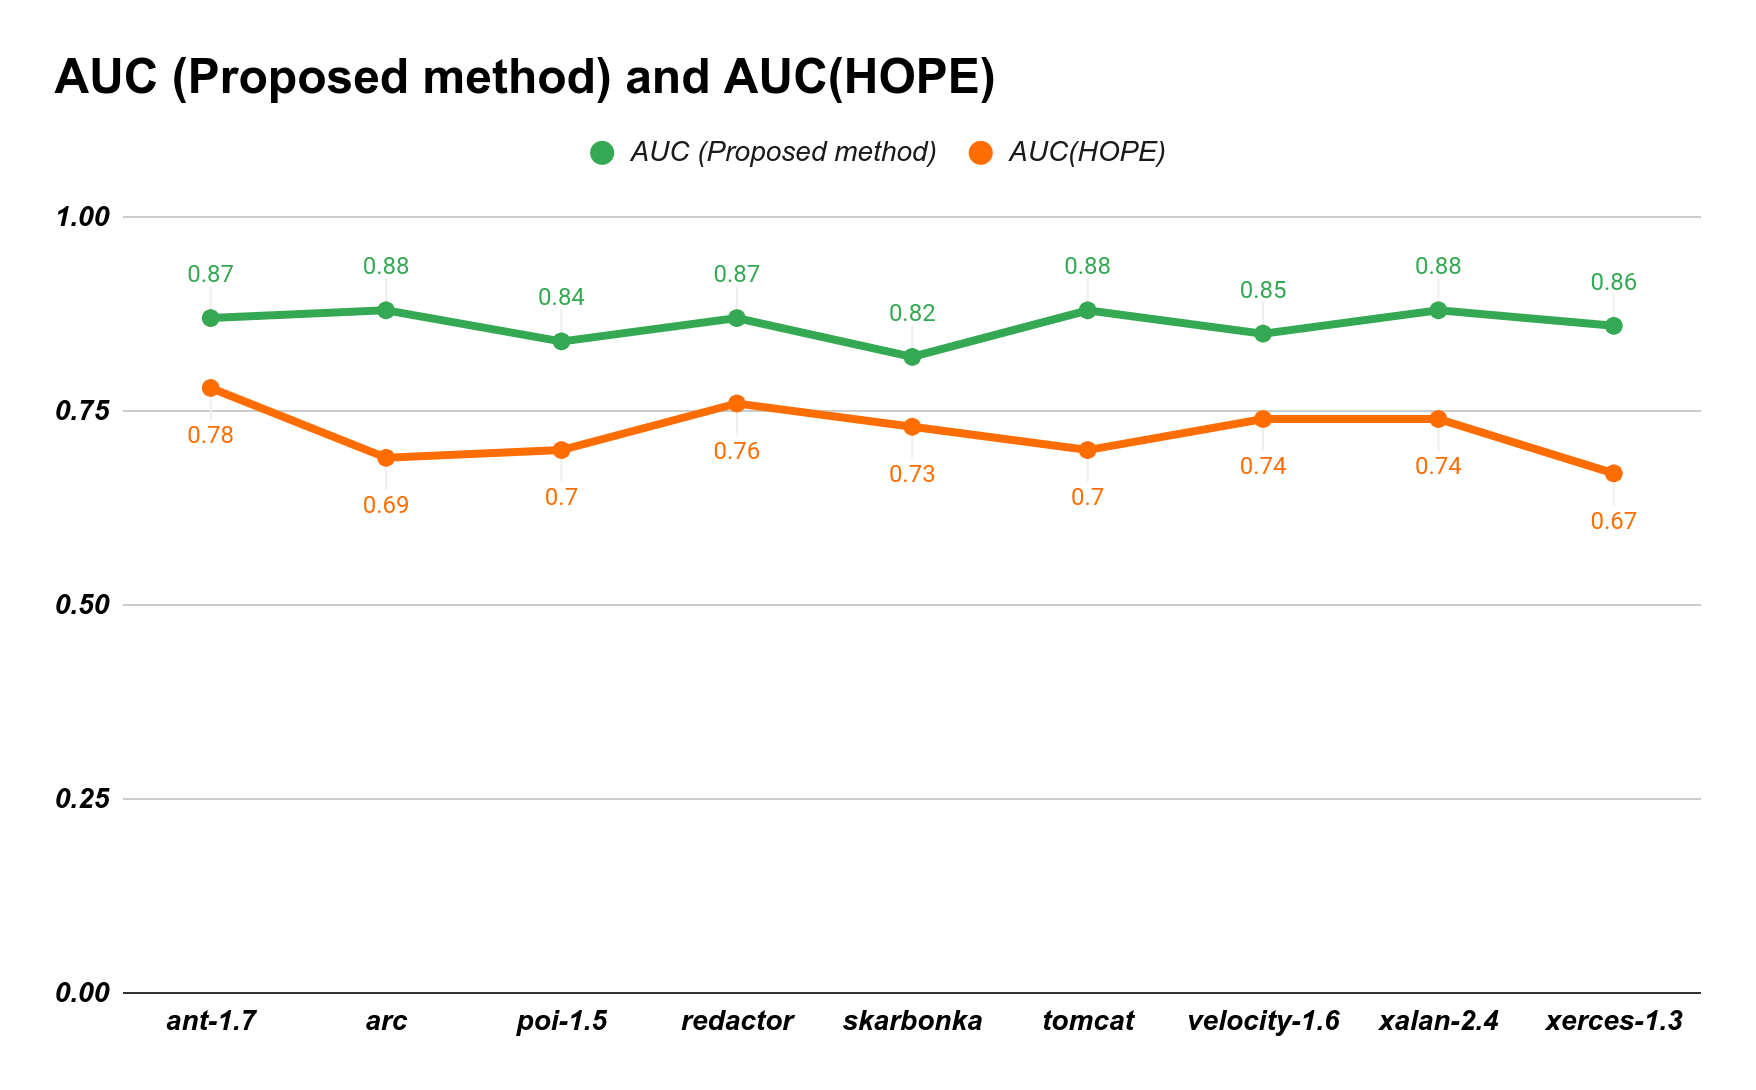 AUC (Proposed method) and AUC(HOPE)
AUC (Proposed method) AUC(HOPE)
1.00
0.87 0.88 0.84 0.87 0.82 0.88 0.85 0.88 0.86
0.75
0.78 0.69 0.7 0.76 0.73 0.7 0.74 0.74 0.67
0.50
0.25
0.00
ant-1.7 arc poi-1.5 redactor skarbonka tomcat velocity-1.6 xalan-2.4 xerces-1.3